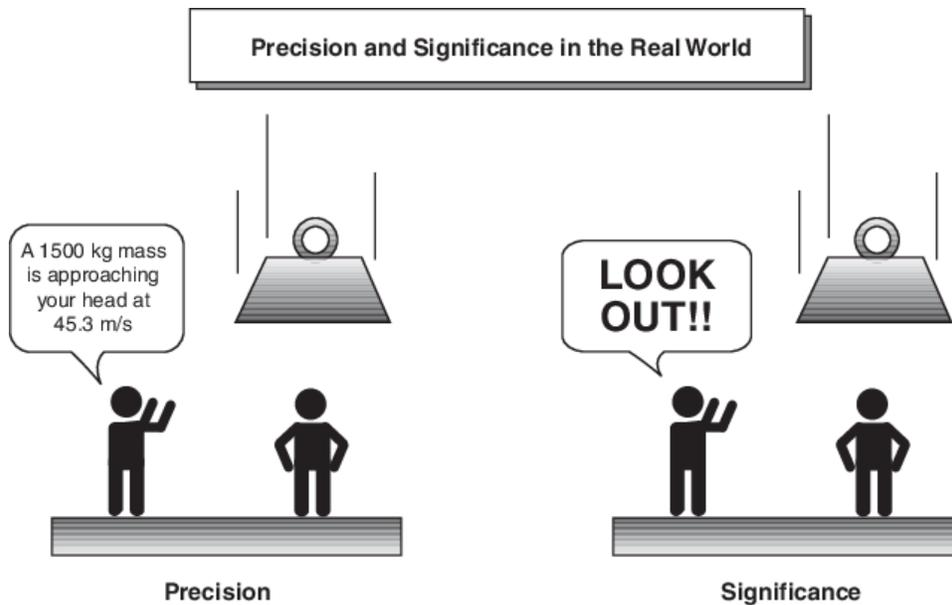 Precision and Significance in the Real World
A 1500 kg mass
is approaching
your head at
45.3 m/s
LOOK
OUT!!
Precision
Significance